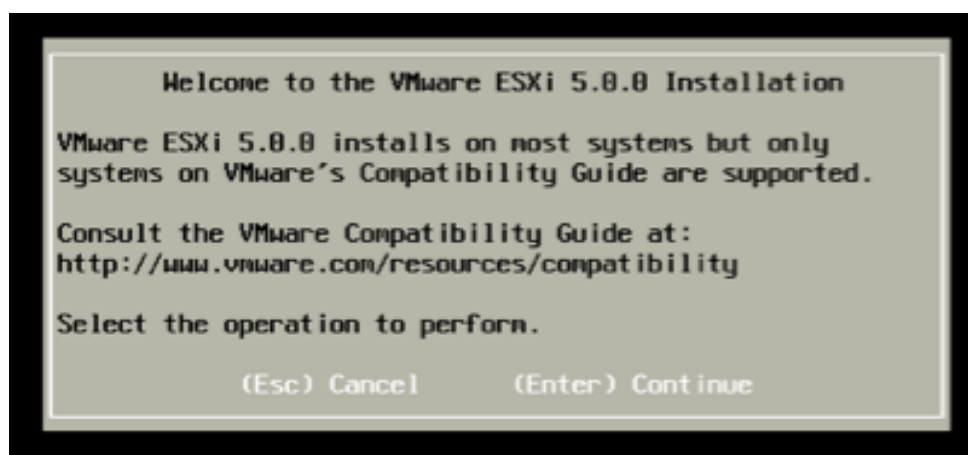 Welcome to the VMware ESXi 5.0.0 Installation
VMware ESXi 5.0.0 installs on most systems but only
systems on VMware's Compatibility Guide are supported.
Consult the VMware Compatibility Guide at:
http://www.vmware.com/resources/compatibility
Select the operation to perform.
(Esc) Cancel (Enter) Continue